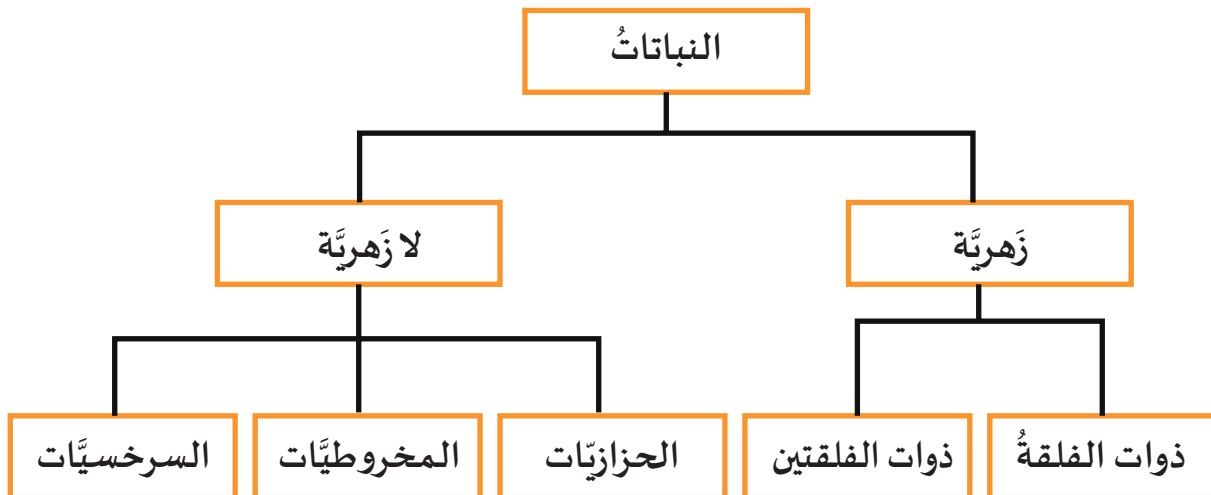 النباتاتُ
زَهريَّة
لا زَهريَّة
ذوات الفلقةُ
ذوات الفلقتين
الحزازيّات
المخروطيَّات
السرخسيَّات